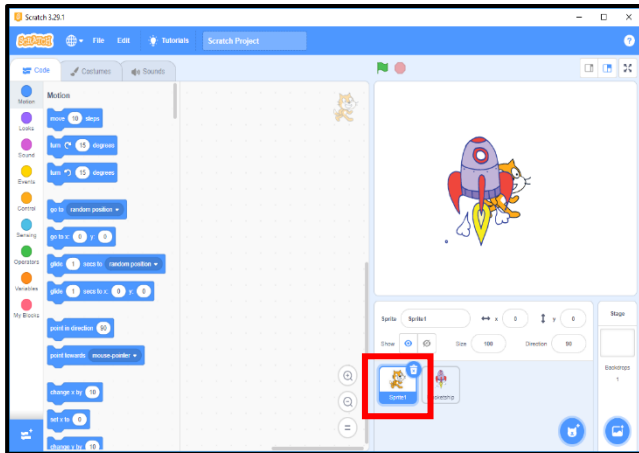 Scratch 3.29.1
SCRATCH File Edit Tutorials Scratch Project ?
Code Costumes Sounds
Motion
Looks
Sound
Events
Control
Sensing
Operators
Variables
My Blocks
Motion
move 10 steps
turn 15 degrees
turn 15 degrees
go to random position
go to x: 0 y: 0
glide 1 secs to random position
glide 1 secs to x: 0 y: 0
point in direction 90
point towards mouse-pointer
change x by 10
set x to 0
change y by 10
Sprite Sprite1 x 0 y 0
Show Size 100 Direction 90
Sprite1
Stage
Backdrops
1